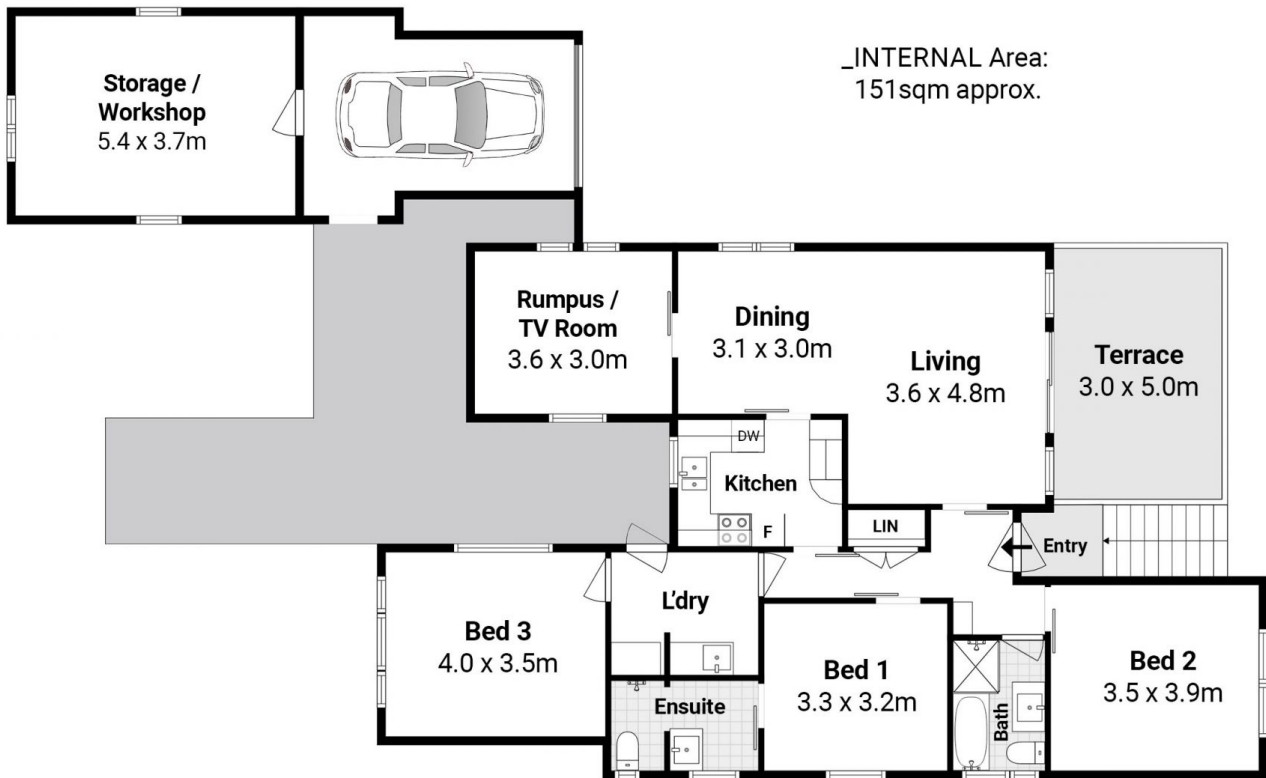 _INTERNAL Area:
151sqm approx.
Storage /
Workshop
5.4 x 3.7m
Rumpus /
TV Room
3.6 x 3.0m
Dining
3.1 x 3.0m
Living
3.6 x 4.8m
Terrace
3.0 x 5.0m
DW
Kitchen
F
LIN
Entry
L'dry
Bed 3
4.0 x 3.5m
Bed 1
3.3 x 3.2m
Bed 2
3.5 x 3.9m
Ensuite
Bath